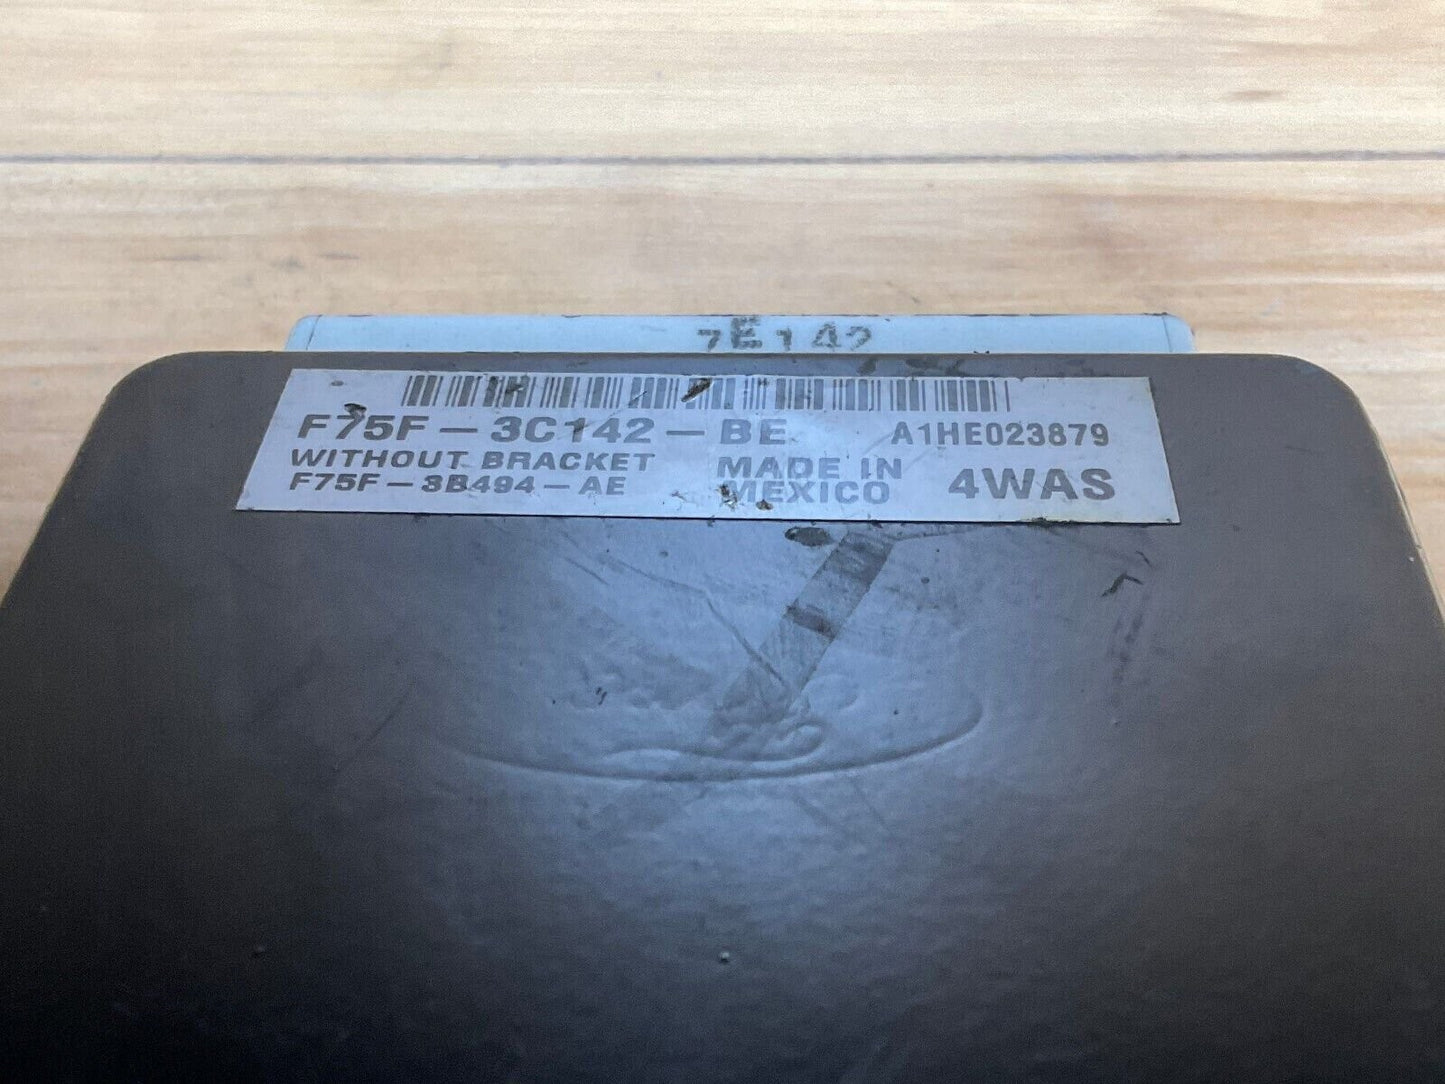 7E142
F75F-3C142-BE A1HE023879
WITHOUT BRACKET MADE IN
F75F-3B494-AE MEXICO 4WAS